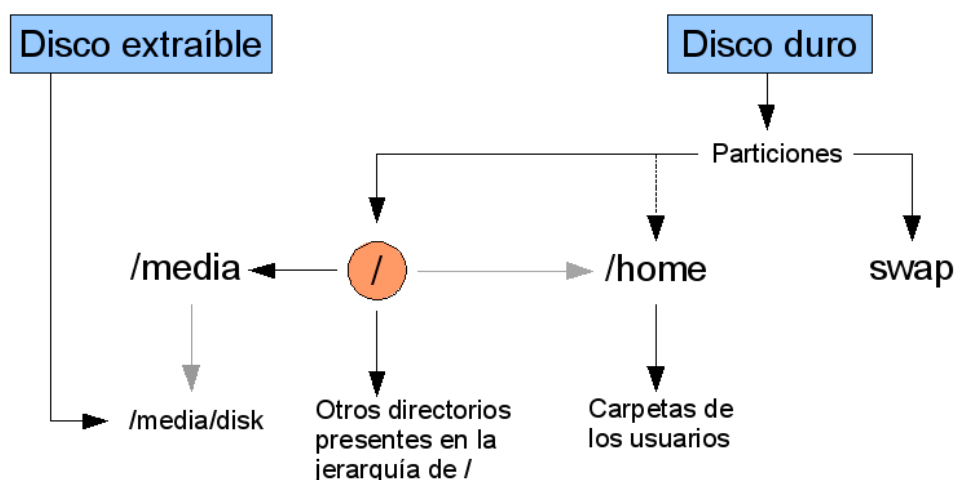 Disco extraíble
Disco duro
Particiones
/media
/
/home
swap
/media/disk
Otros directorios
presentes en la
jerarquía de /
Carpetas de
los usuarios